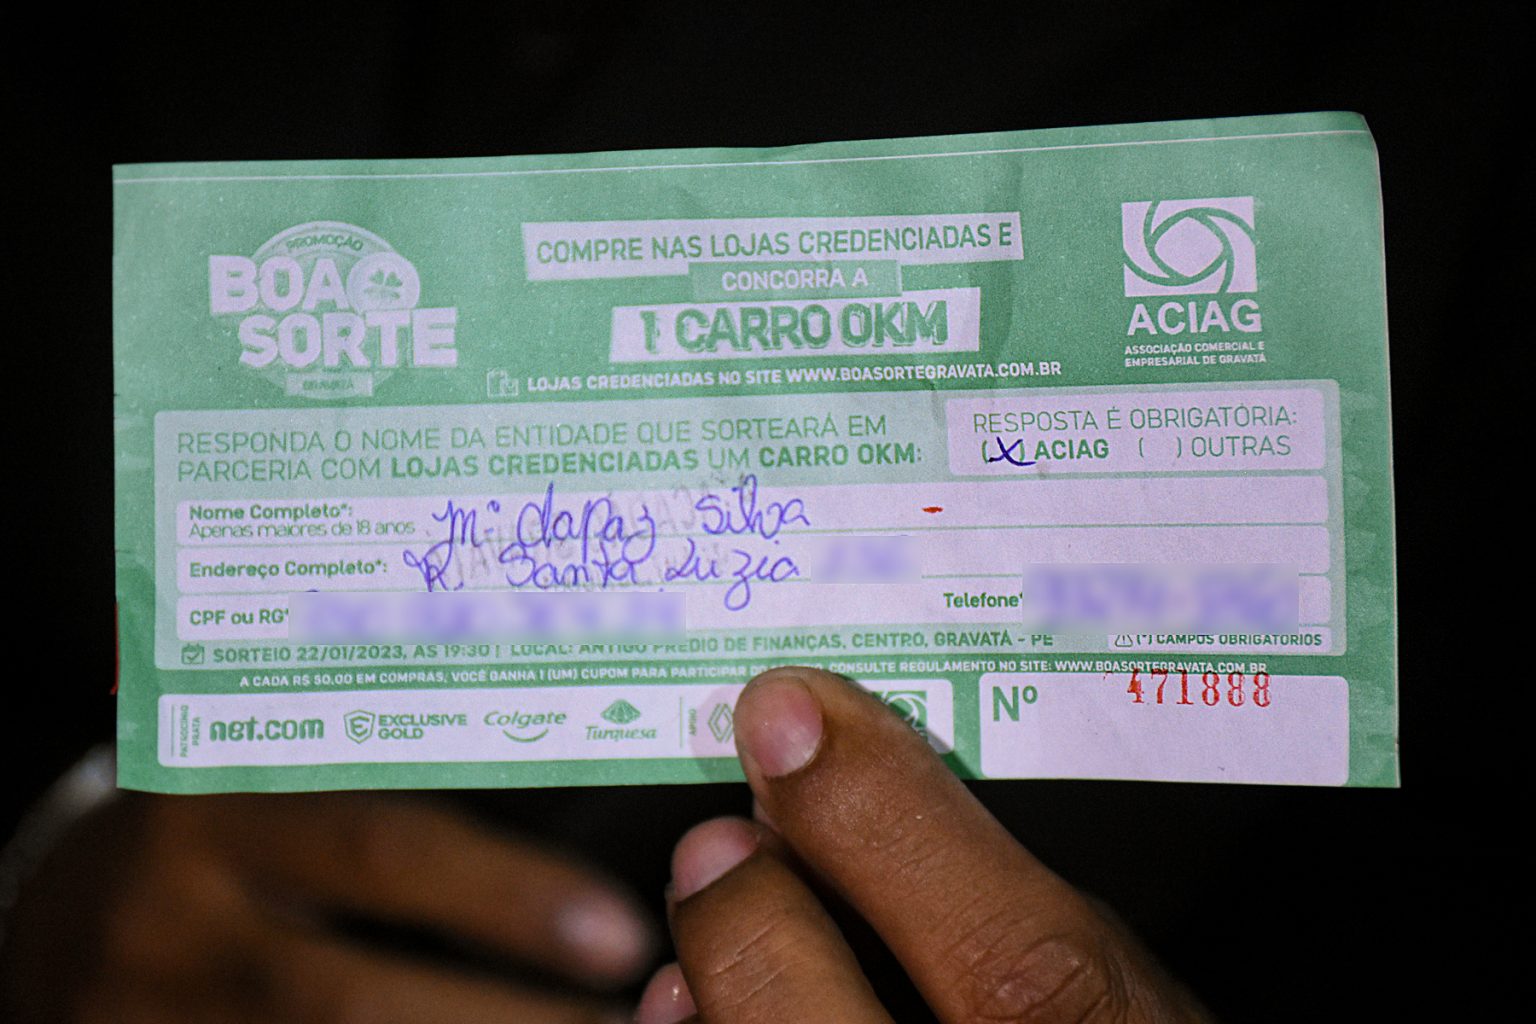 PROMOÇÃO
BOA SORTE
GRAVATÁ
COMPRE NAS LOJAS CREDENCIADAS E
CONCORRA A
1 CARRO 0KM
LOJAS CREDENCIADAS NO SITE WWW.BOASORTEGRAVATA.COM.BR
ACIAG
ASSOCIAÇÃO COMERCIAL E
EMPRESARIAL DE GRAVATÁ
RESPONDA O NOME DA ENTIDADE QUE SORTEARÁ EM
PARCERIA COM LOJAS CREDENCIADAS UM CARRO 0KM:
RESPOSTA É OBRIGATÓRIA:
(X) ACIAG ( ) OUTRAS
Nome Completo*: Mª dapaz Silva
Apenas maiores de 18 anos
Endereço Completo*: R. Santa Luzia
CPF ou RG*
Telefone*
SORTEIO 22/01/2023, ÀS 19:30 | LOCAL: ANTIGO PRÉDIO DE FINANÇAS, CENTRO, GRAVATÁ - PE
(*) CAMPOS OBRIGATÓRIOS
A CADA R$ 50,00 EM COMPRAS, VOCÊ GANHA 1 (UM) CUPOM PARA PARTICIPAR DO CONSULTE REGULAMENTO NO SITE: WWW.BOASORTEGRAVATA.COM.BR
PATROCÍNIO PRATA
net.com
EXCLUSIVE GOLD
Colgate
Turquesa
APOIO
Nº 471888